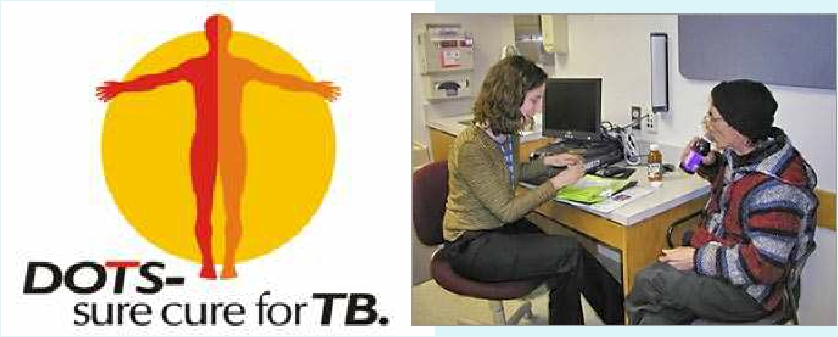 DOTS-
sure cure for TB.